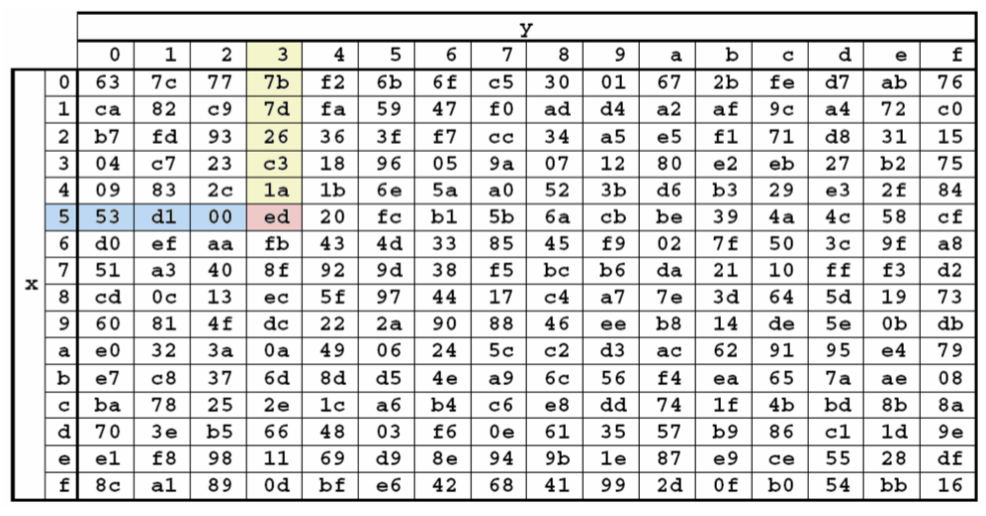 y
0 1 2 3 4 5 6 7 8 9 a b c d e f
0 63 7c 77 7b f2 6b 6f c5 30 01 67 2b fe d7 ab 76
1 ca 82 c9 7d fa 59 47 f0 ad d4 a2 af 9c a4 72 c0
2 b7 fd 93 26 36 3f f7 cc 34 a5 e5 f1 71 d8 31 15
3 04 c7 23 c3 18 96 05 9a 07 12 80 e2 eb 27 b2 75
4 09 83 2c 1a 1b 6e 5a a0 52 3b d6 b3 29 e3 2f 84
5 53 d1 00 ed 20 fc b1 5b 6a cb be 39 4a 4c 58 cf
6 d0 ef aa fb 43 4d 33 85 45 f9 02 7f 50 3c 9f a8
7 51 a3 40 8f 92 9d 38 f5 bc b6 da 21 10 ff f3 d2
x
8 cd 0c 13 ec 5f 97 44 17 c4 a7 7e 3d 64 5d 19 73
9 60 81 4f dc 22 2a 90 88 46 ee b8 14 de 5e 0b db
a e0 32 3a 0a 49 06 24 5c c2 d3 ac 62 91 95 e4 79
b e7 c8 37 6d 8d d5 4e a9 6c 56 f4 ea 65 7a ae 08
c ba 78 25 2e 1c a6 b4 c6 e8 dd 74 1f 4b bd 8b 8a
d 70 3e b5 66 48 03 f6 0e 61 35 57 b9 86 c1 1d 9e
e e1 f8 98 11 69 d9 8e 94 9b 1e 87 e9 ce 55 28 df
f 8c a1 89 0d bf e6 42 68 41 99 2d 0f b0 54 bb 16